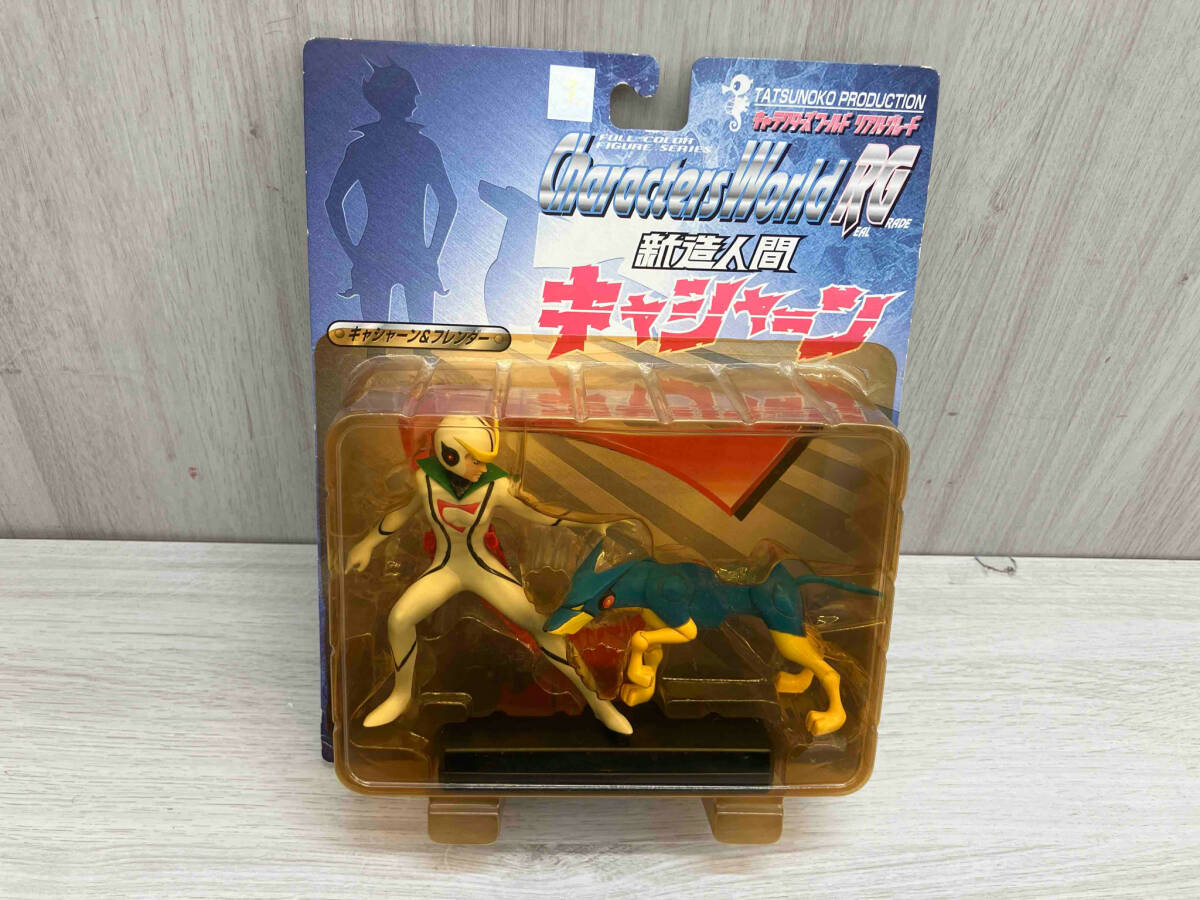 TATSUNOKO PRODUCTION
キャラクターズワールド リアルグレード
FULL COLOR
FIGURE SERIES
Characters World RG
REAL GRADE
新造人間
キャシャーン
キャシャーン&フレンダー